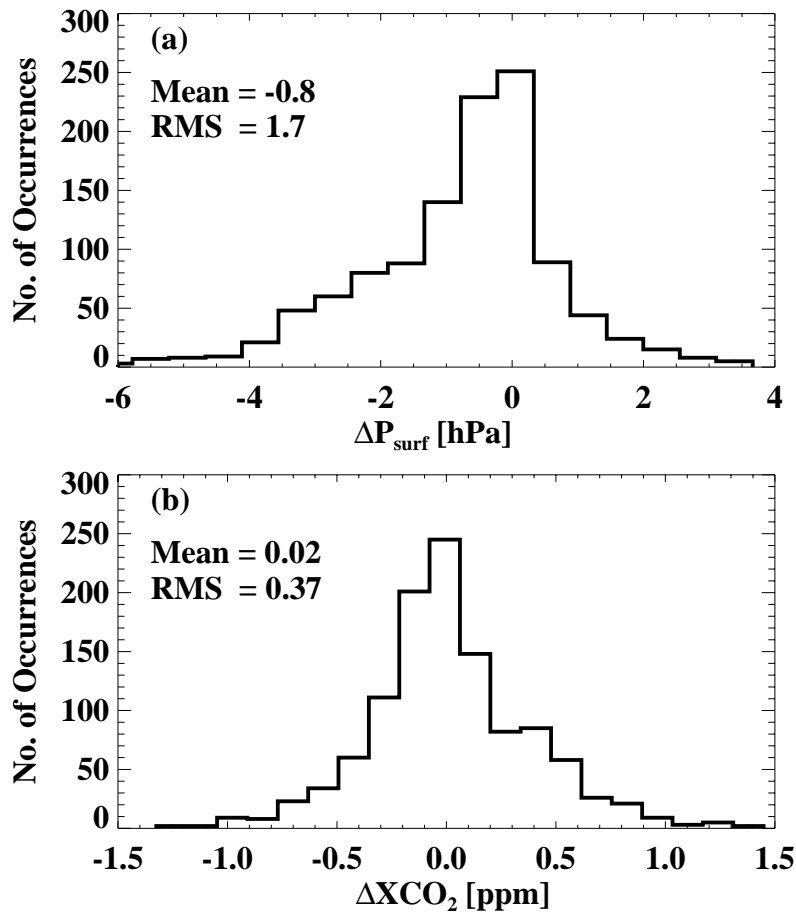 300
(a)
250
Mean = -0.8
200
RMS = 1.7
150
100
50
0
No. of Occurrences
-6 -4 -2 0 2 4
ΔPsurf [hPa]
300
(b)
250
Mean = 0.02
200
RMS = 0.37
150
100
50
0
No. of Occurrences
-1.5 -1.0 -0.5 0.0 0.5 1.0 1.5
ΔXCO₂ [ppm]